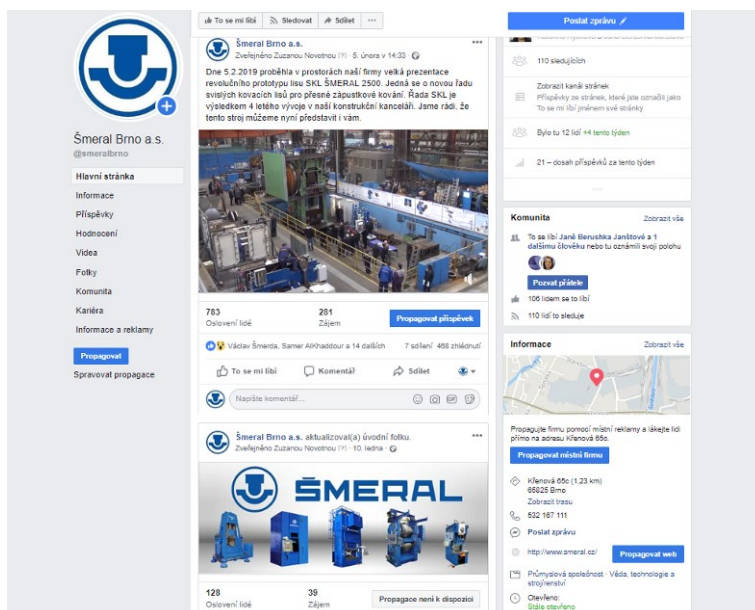 To se mi líbí
Sledovat
Sdílet
Poslat zprávu
Šmeral Brno a.s.
@smeralbrno
Hlavní stránka
Informace
Příspěvky
Hodnocení
Videa
Fotky
Komunita
Kariéra
Informace a reklamy
Propagovat
Spravovat propagace
Šmeral Brno a.s.
Zveřejněno Zuzanou Novotnou [?] · 5. února v 14:33 ·
Dne 5.2.2019 proběhla v prostorách naší firmy velká prezentace
revolučního prototypu lisu SKL ŠMERAL 2500. Jedná se o novou řadu
svislých kovacích lisů pro přesné zápustkové kování. Řada SKL je
výsledkem 4 letého vývoje v naší konstrukční kanceláři. Jsme rádi, že
tento stroj můžeme nyní představit i vám.
783
Oslovení lidé
281
Zájem
Propagovat příspěvek
Václav Šmerda, Samer AlKhaddour a 14 dalších
7 sdílení 468 zhlédnutí
To se mi líbí
Komentář
Sdílet
Napište komentář...
GIF
Šmeral Brno a.s. aktualizoval(a) úvodní fotku.
Zveřejněno Zuzanou Novotnou [?] · 10. ledna ·
ŠMERAL
128
Oslovení lidé
39
Zájem
Propagace není k dispozici
110 sledujících
Zobrazit kanál stránek
Příspěvky ze stránek, které jste označili jako
To se mi líbí jménem své stránky
Bylo tu 12 lidí +4 tento týden
21 – dosah příspěvků za tento týden
Komunita
Zobrazit vše
To se líbí Janě Berushka Janštové a 1
dalšímu člověku nebo tu oznámili svoji polohu
Pozvat přátele
106 lidem se to líbí
110 lidí to sleduje
Informace
Zobrazit vše
Propagujte firmu pomocí místní reklamy a lákejte lidi
přímo na adresu Křenová 65c.
Propagovat místní firmu
Křenová 65c (1,23 km)
65825 Brno
Zobrazit trasu
532 167 111
Poslat zprávu
http://www.smeral.cz/
Propagovat web
Průmyslová společnost · Věda, technologie a
strojírenství
Otevřeno:
Stále otevřeno